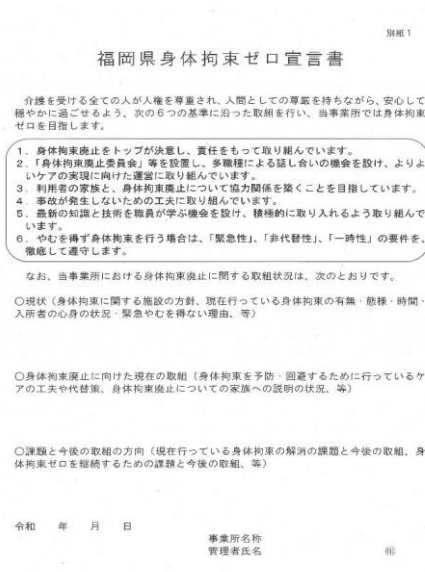 別紙1
福岡県身体拘束ゼロ宣言書
介護を受ける全ての人が人権を尊重され、人間としての尊厳を持ちながら、安心して
穏やかに過ごせるよう、次の6つの基準に沿った取組を行い、当事業所では身体拘束
ゼロを目指します。
1．身体拘束廃止をトップが決意し、責任をもって取り組んでいます。
2．「身体拘束廃止委員会」等を設置し、多職種による話し合いの機会を設け、よりよ
いケアの実現に向けた運営に取り組んでいます。
3．利用者の家族と、身体拘束廃止について協力関係を築くことを目指しています。
4．事故が発生しないための工夫に取り組んでいます。
5．最新の知識と技術を職員が学ぶ機会を設け、積極的に取り入れるよう取り組んで
います。
6．やむを得ず身体拘束を行う場合は、「緊急性」、「非代替性」、「一時性」の要件を、
徹底して遵守します。
なお、当事業所における身体拘束廃止に関する取組状況は、次のとおりです。
○現状（身体拘束に関する施設の方針、現在行っている身体拘束の有無・態様・時間・
入所者の心身の状況・緊急やむを得ない理由、等）
○身体拘束廃止に向けた現在の取組（身体拘束を予防・回避するために行っているケ
アの工夫や代替策、身体拘束廃止についての家族への説明の状況、等）
○課題と今後の取組の方向（現在行っている身体拘束の解消の課題と今後の取組、身
体拘束ゼロを継続するための課題と今後の取組、等）
令和　年　月　日
事業所名称
管理者氏名　㊞